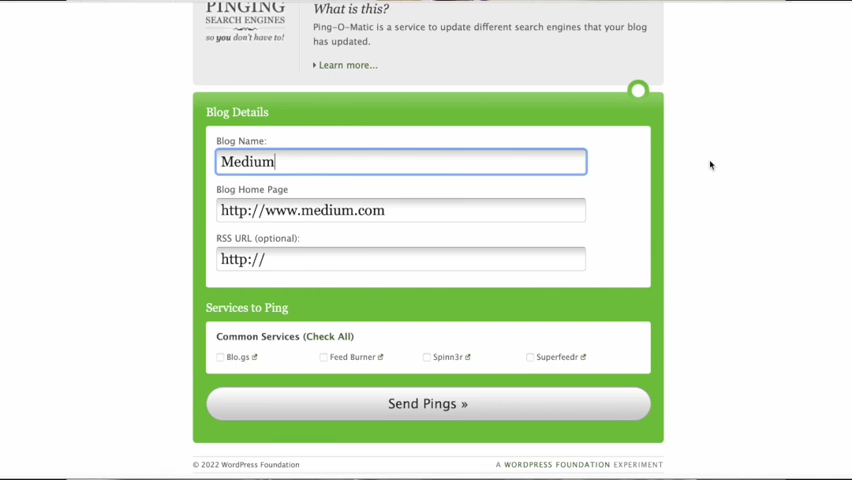 PINGING
SEARCH ENGINES
so you don't have to!
What is this?
Ping-O-Matic is a service to update different search engines that your blog
has updated.
Learn more...
Blog Details
Blog Name:
Medium
Blog Home Page
http://www.medium.com
RSS URL (optional):
http://
Services to Ping
Common Services (Check All)
Blo.gs Feed Burner Spinn3r Superfeedr
Send Pings »
© 2022 WordPress Foundation A WORDPRESS FOUNDATION EXPERIMENT